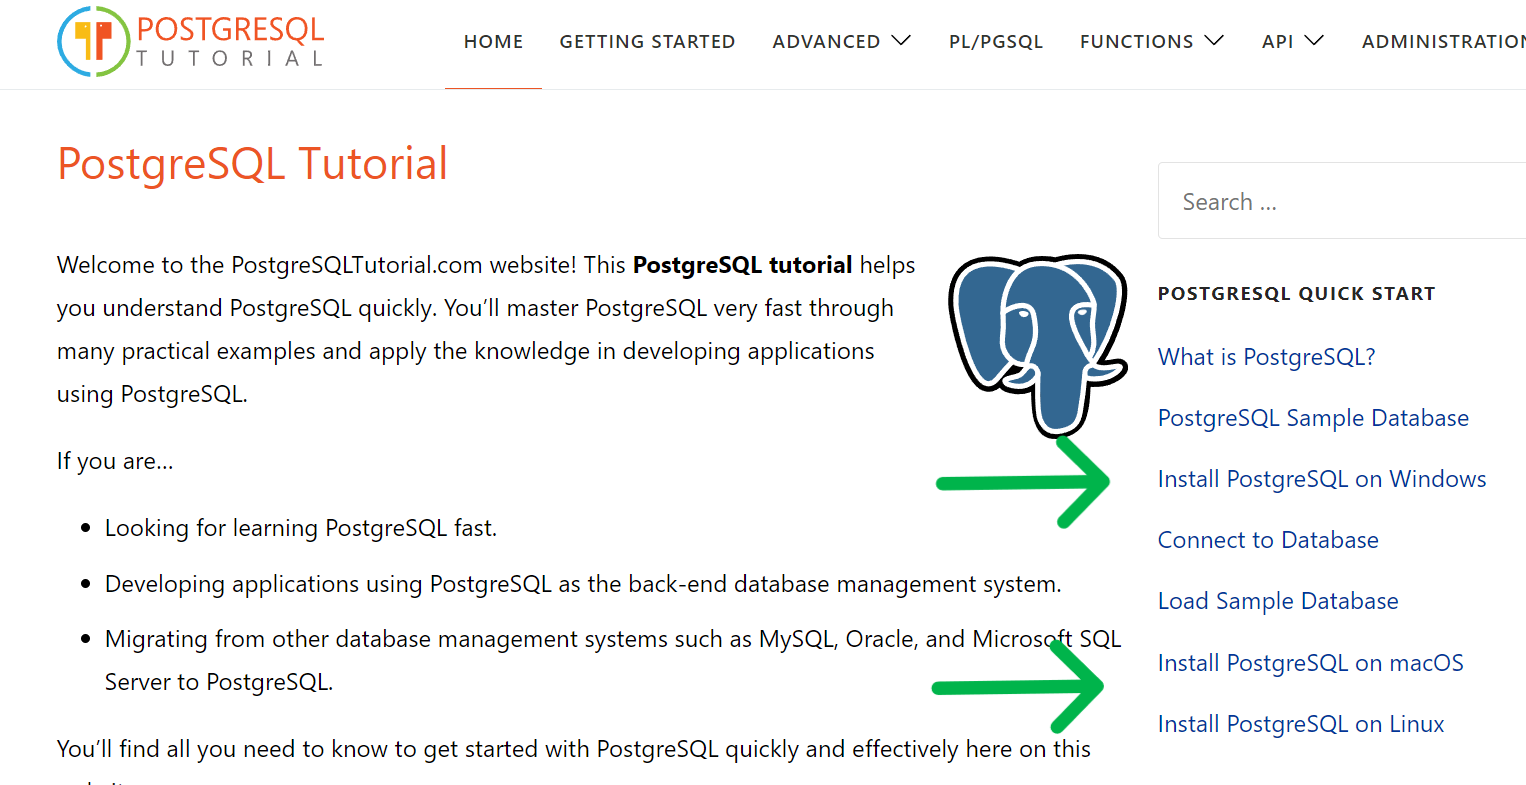 POSTGRESQL
TUTORIAL
HOME GETTING STARTED ADVANCED PL/PGSQL FUNCTIONS API ADMINISTRATION
PostgreSQL Tutorial
Welcome to the PostgreSQLTutorial.com website! This PostgreSQL tutorial helps
you understand PostgreSQL quickly. You’ll master PostgreSQL very fast through
many practical examples and apply the knowledge in developing applications
using PostgreSQL.
If you are…
Looking for learning PostgreSQL fast.
Developing applications using PostgreSQL as the back-end database management system.
Migrating from other database management systems such as MySQL, Oracle, and Microsoft SQL
Server to PostgreSQL.
You’ll find all you need to know to get started with PostgreSQL quickly and effectively here on this
Search …
POSTGRESQL QUICK START
What is PostgreSQL?
PostgreSQL Sample Database
Install PostgreSQL on Windows
Connect to Database
Load Sample Database
Install PostgreSQL on macOS
Install PostgreSQL on Linux